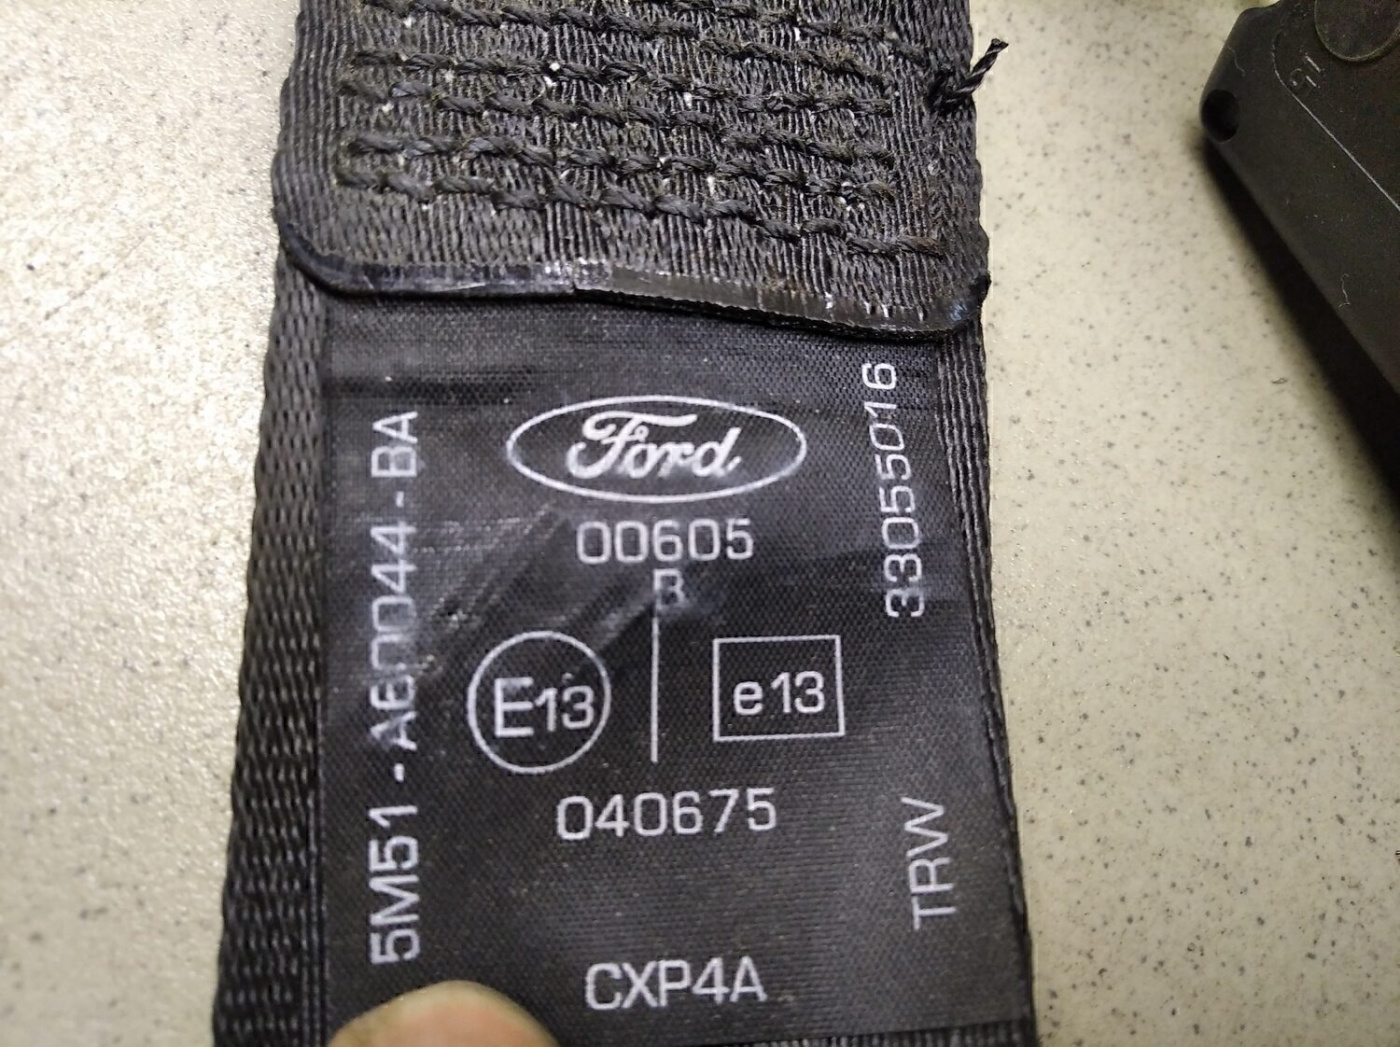 Ford
00605
B
E13
e13
040675
CXP4A
5M51 - A60044 - BA
33055016
TRW